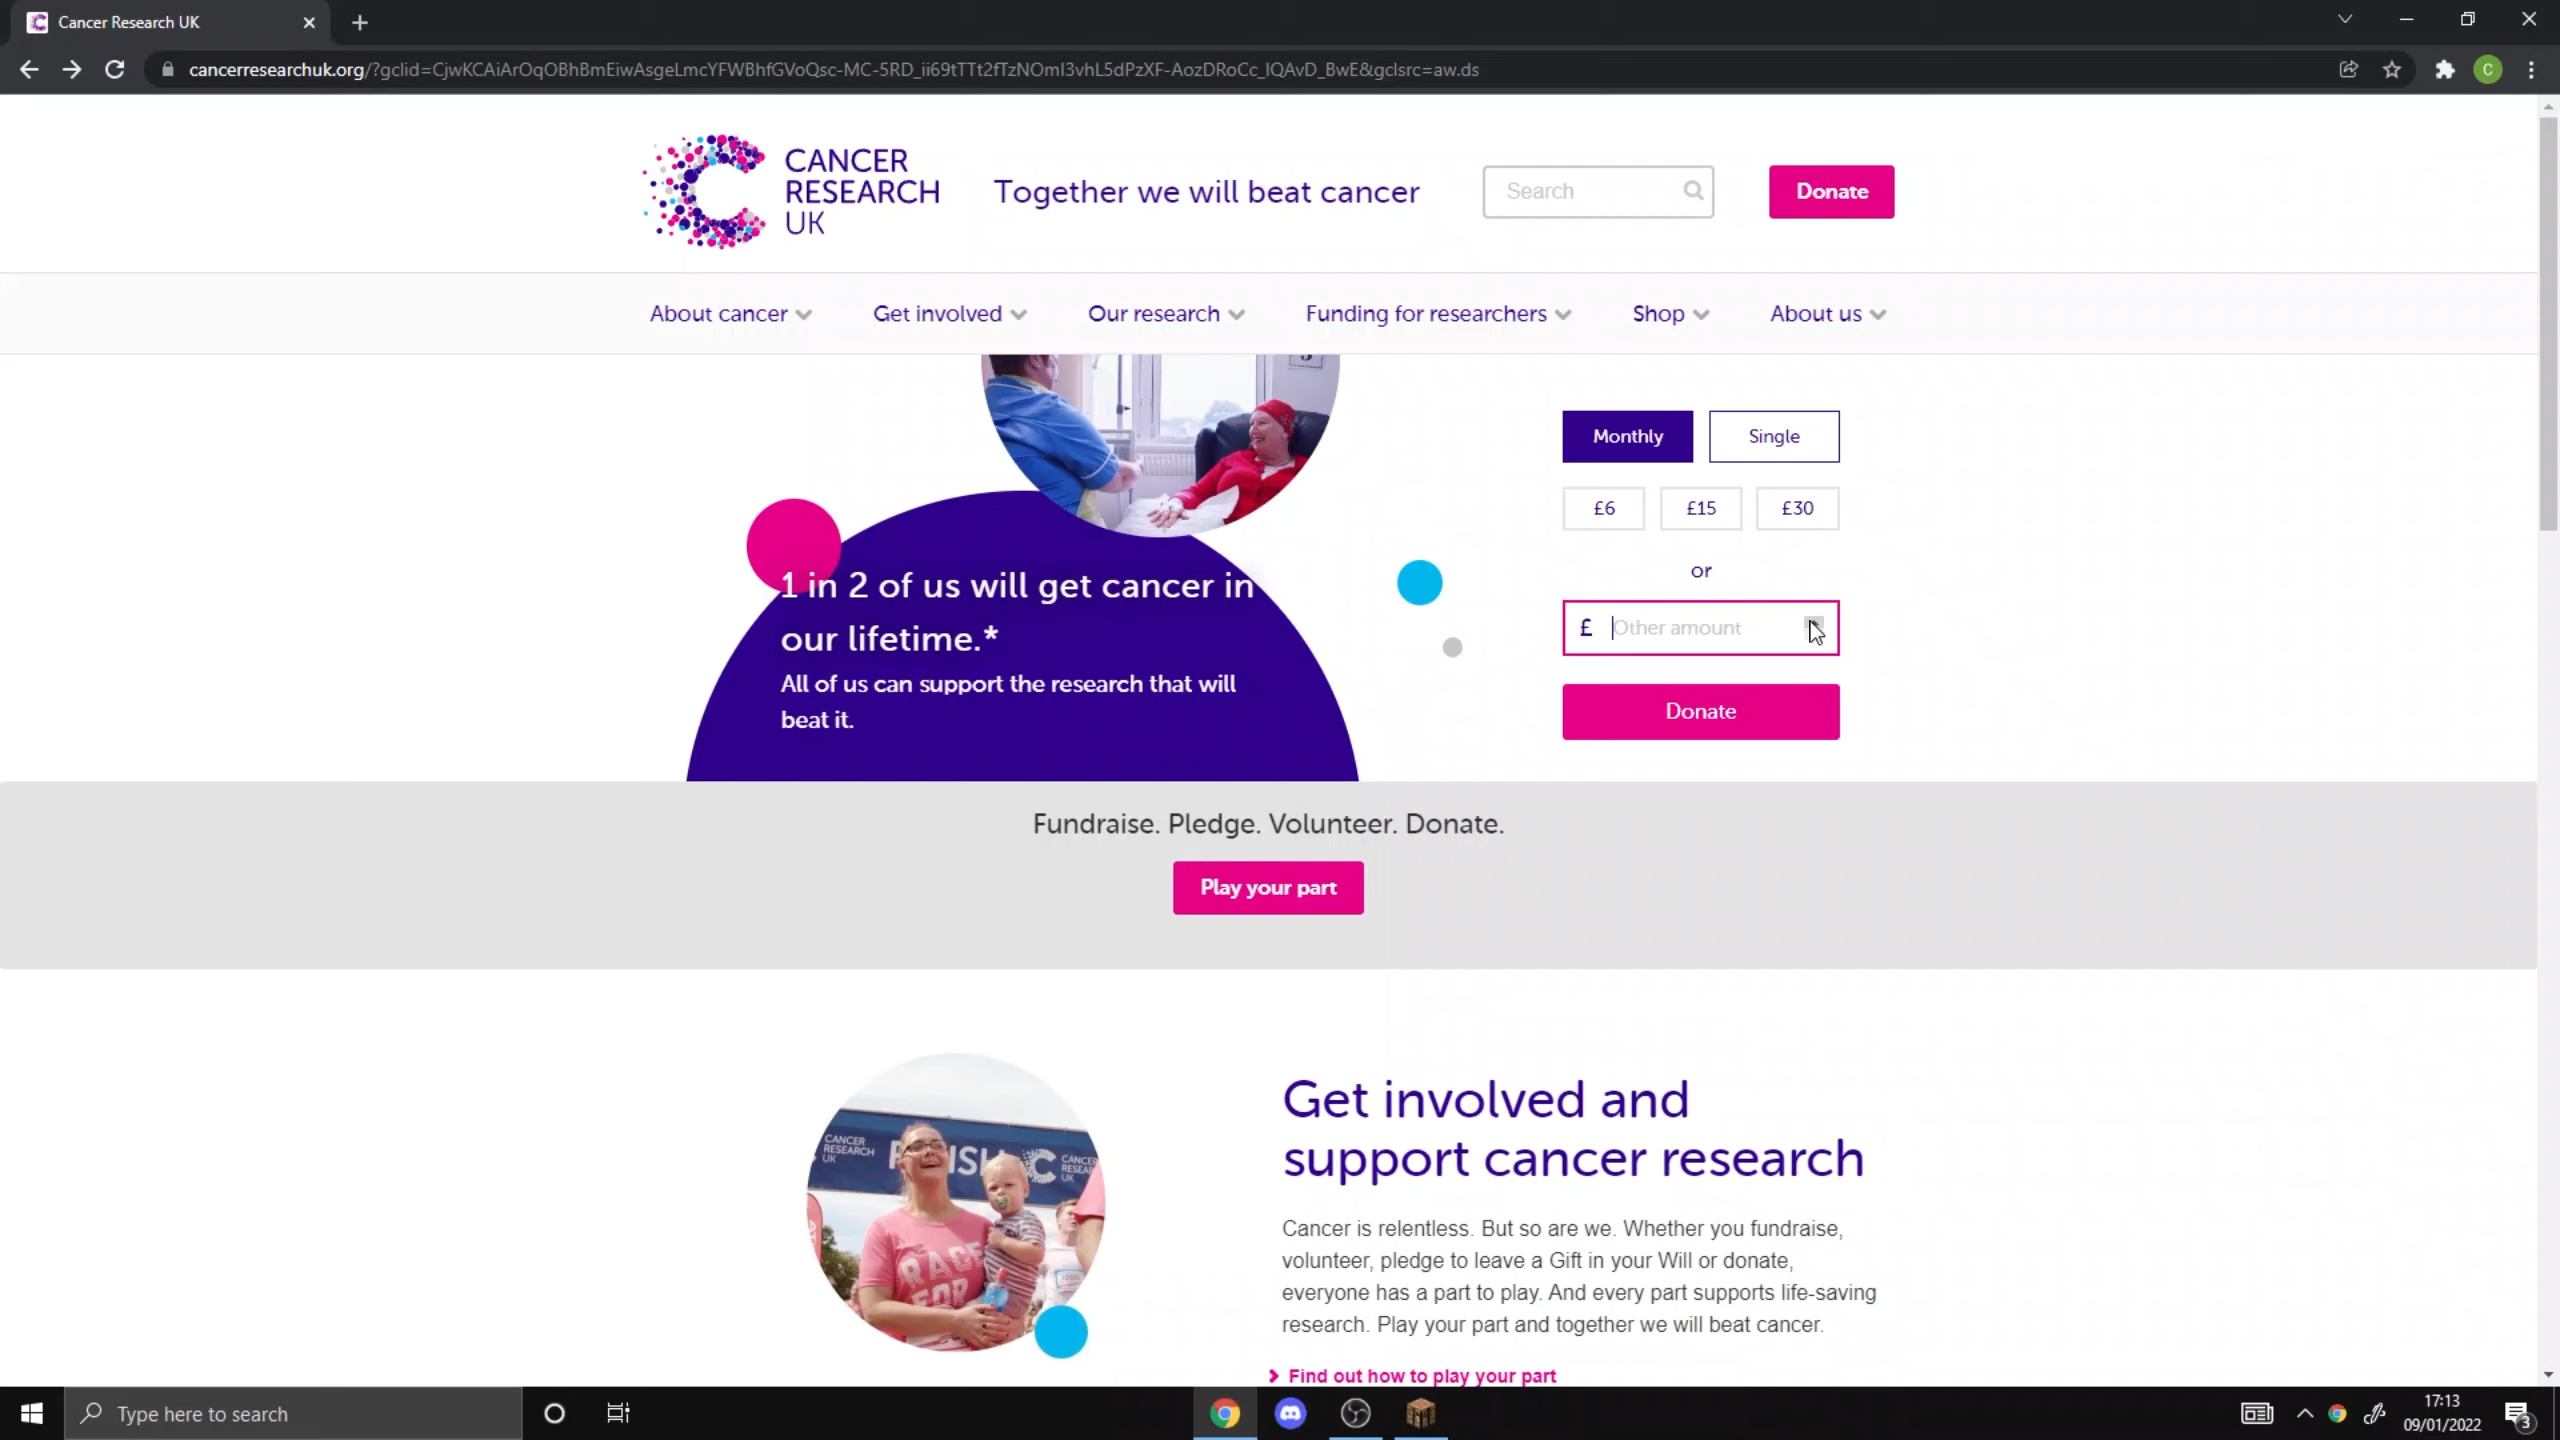 Cancer Research UK
cancerresearchuk.org/?gclid=CjwKCAiArOqOBhBmEiwAsgeLmcYFWBhfGVoQsc-MC-5RD_ii69tTTt2fTzNOmI3vhL5dPzXF-AozDRoCc_IQAvD_BwE&gclsrc=aw.ds
C
CANCER
RESEARCH
UK
Together we will beat cancer
Search
Donate
About cancer
Get involved
Our research
Funding for researchers
Shop
About us
Monthly
Single
£6
£15
£30
or
£ Other amount
Donate
1 in 2 of us will get cancer in
our lifetime.*
All of us can support the research that will
beat it.
Fundraise. Pledge. Volunteer. Donate.
Play your part
CANCER
RESEARCH
UK
RACE
FOR
Get involved and
support cancer research
Cancer is relentless. But so are we. Whether you fundraise,
volunteer, pledge to leave a Gift in your Will or donate,
everyone has a part to play. And every part supports life-saving
research. Play your part and together we will beat cancer.
Find out how to play your part
Type here to search
17:13
09/01/2022
3